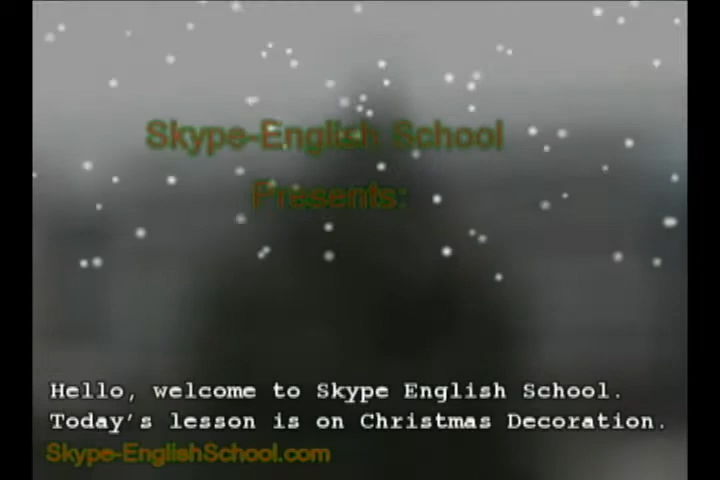 Skype-English School
Presents:
Hello, welcome to Skype English School.
Today's lesson is on Christmas Decoration.
Skype-EnglishSchool.com